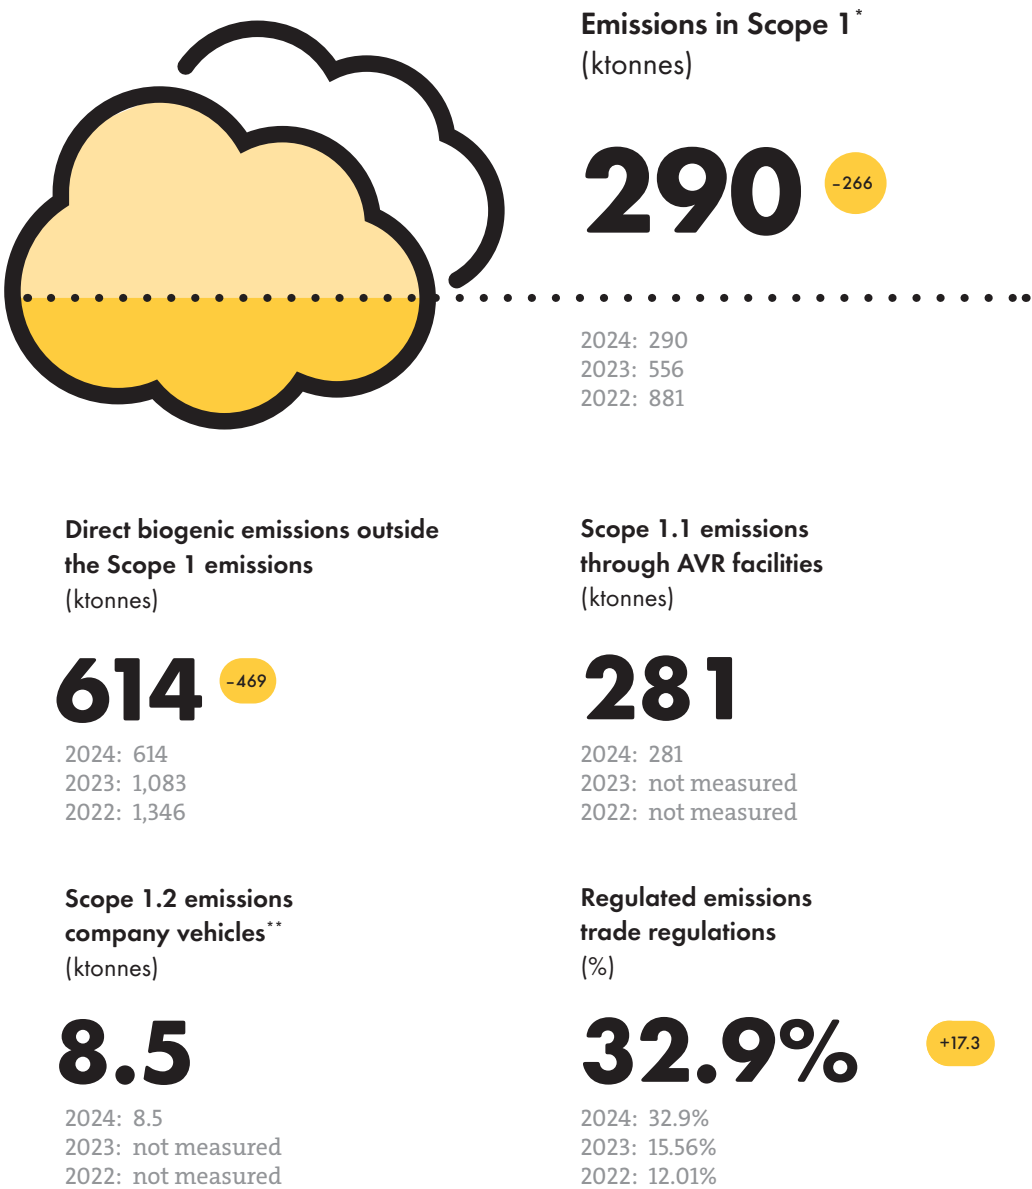 Emissions in Scope 1*
(ktonnes)
290 –266
2024: 290
2023: 556
2022: 881
Direct biogenic emissions outside
the Scope 1 emissions
(ktonnes)
614 –469
2024: 614
2023: 1,083
2022: 1,346
Scope 1.1 emissions
through AVR facilities
(ktonnes)
281
2024: 281
2023: not measured
2022: not measured
Scope 1.2 emissions
company vehicles**
(ktonnes)
8.5
2024: 8.5
2023: not measured
2022: not measured
Regulated emissions
trade regulations
(%)
32.9% +17.3
2024: 32.9%
2023: 15.56%
2022: 12.01%